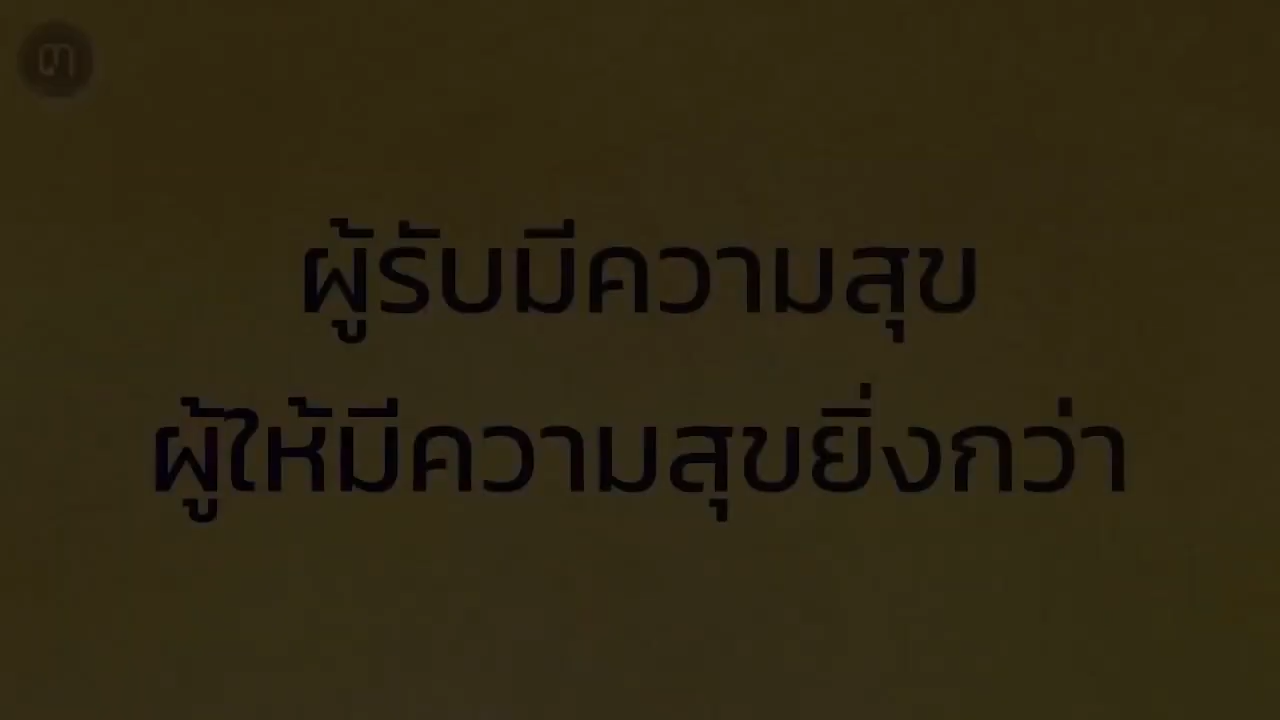 ท
ผู้รับมีความสุข
ผู้ให้มีความสุขยิ่งกว่า